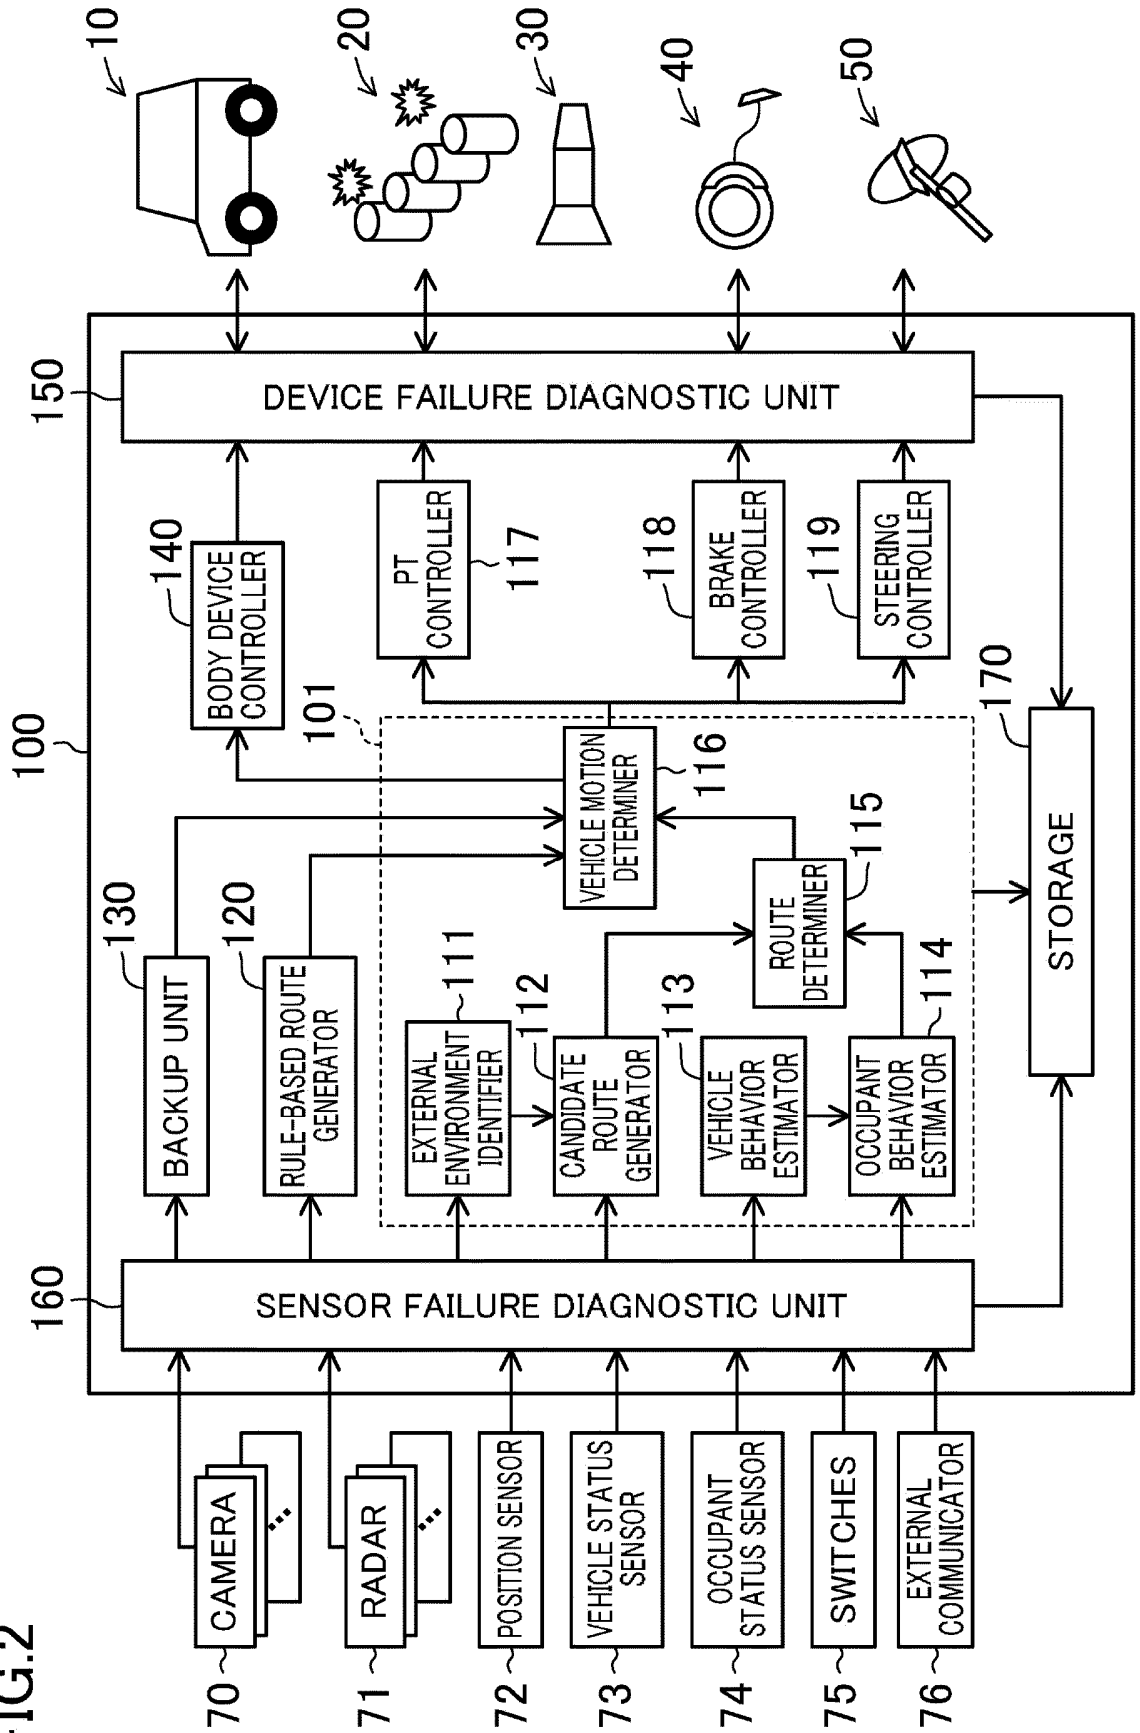 FIG.2
100
160
150
70
CAMERA
71
RADAR
72
POSITION SENSOR
73
VEHICLE STATUS
SENSOR
74
OCCUPANT
STATUS SENSOR
75
SWITCHES
76
EXTERNAL
COMMUNICATOR
SENSOR FAILURE DIAGNOSTIC UNIT
130
BACKUP UNIT
120
RULE-BASED ROUTE
GENERATOR
101
111
EXTERNAL
ENVIRONMENT
IDENTIFIER
112
CANDIDATE
ROUTE
GENERATOR
113
VEHICLE
BEHAVIOR
ESTIMATOR
114
OCCUPANT
BEHAVIOR
ESTIMATOR
115
ROUTE
DETERMINER
116
VEHICLE MOTION
DETERMINER
140
BODY DEVICE
CONTROLLER
117
PT
CONTROLLER
118
BRAKE
CONTROLLER
119
STEERING
CONTROLLER
DEVICE FAILURE DIAGNOSTIC UNIT
170
STORAGE
10
20
30
40
50